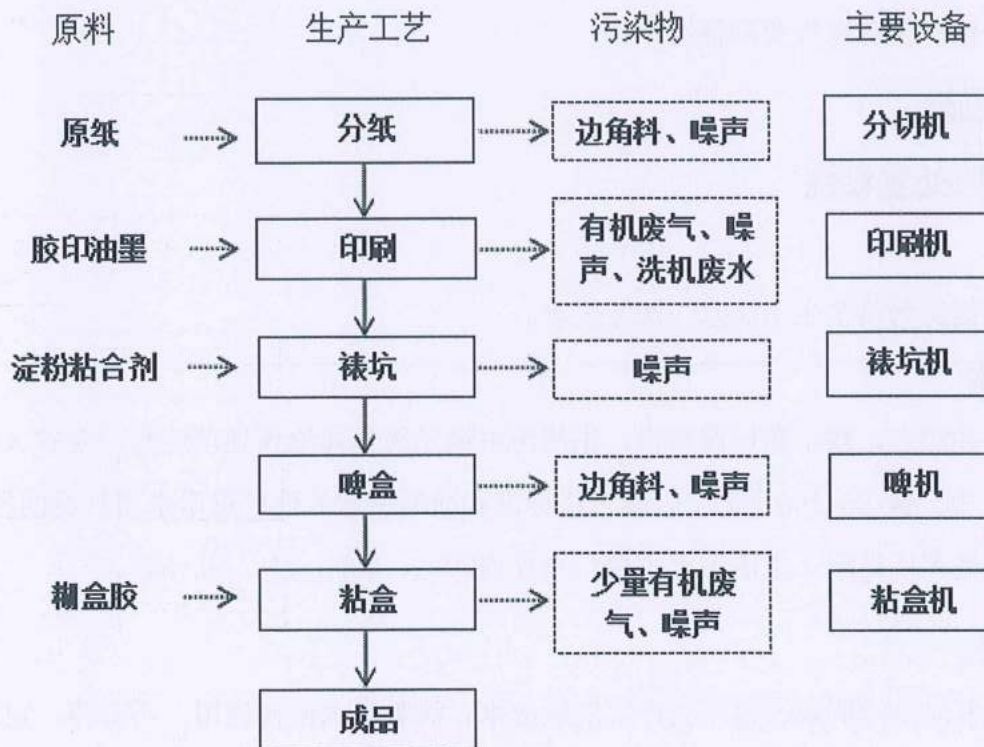 原料 生产工艺 污染物 主要设备
原纸 分纸 边角料、噪声 分切机
胶印油墨 印刷 有机废气、噪
声、洗机废水 印刷机
淀粉粘合剂 裱坑 噪声 裱坑机
啤盒 边角料、噪声 啤机
糊盒胶 粘盒 少量有机废
气、噪声 粘盒机
成品